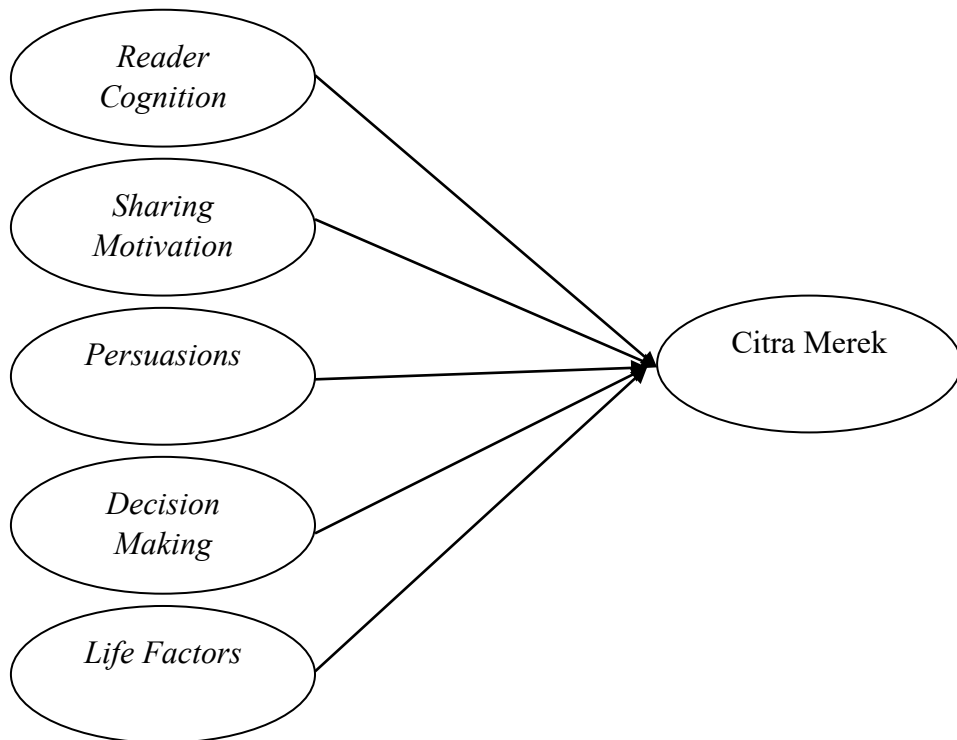 Reader
Cognition
Sharing
Motivation
Persuasions
Decision
Making
Life Factors
Citra Merek